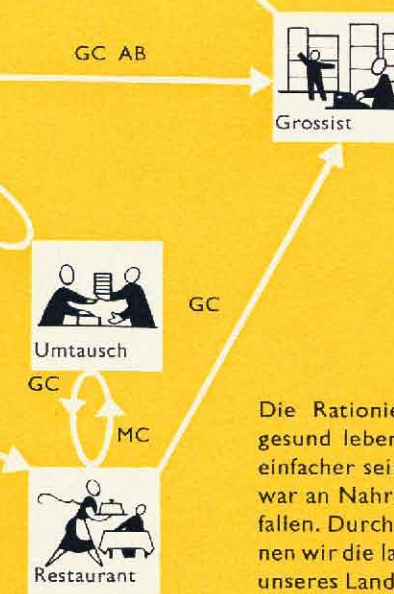 GC AB
Grossist
Umtausch
GC
GC
MC
Restaurant
Die Rationie
gesund leber
einfacher sei
war an Nahr
fallen. Durch
nen wir die la
unseres Land